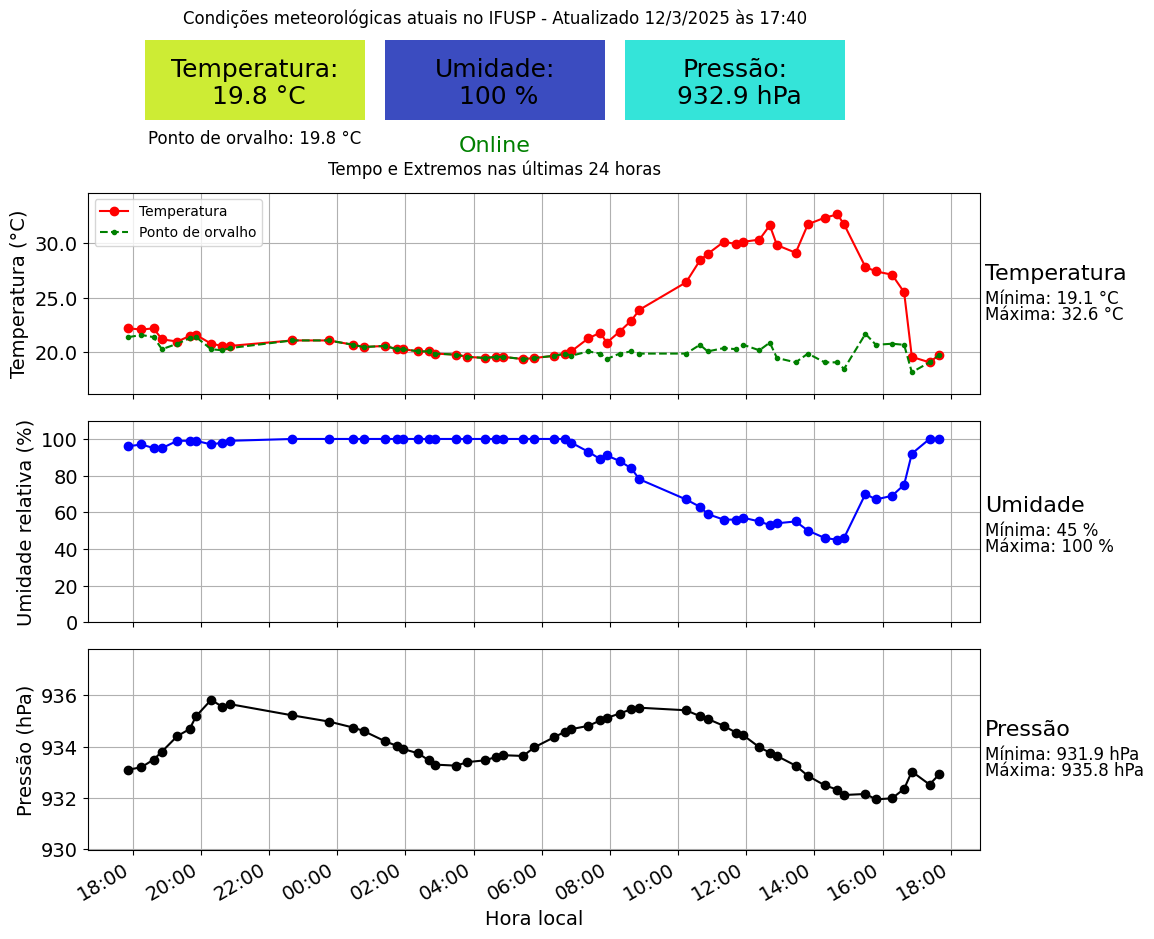 Condições meteorológicas atuais no IFUSP - Atualizado 12/3/2025 às 17:40
Temperatura:
19.8 °C
Umidade:
100 %
Pressão:
932.9 hPa
Ponto de orvalho: 19.8 °C
Online
Tempo e Extremos nas últimas 24 horas
Temperatura
Ponto de orvalho
Temperatura (°C)
30.0
25.0
20.0
Temperatura
Mínima: 19.1 °C
Máxima: 32.6 °C
Umidade relativa (%)
100
80
60
40
20
0
Umidade
Mínima: 45 %
Máxima: 100 %
Pressão (hPa)
936
934
932
930
Pressão
Mínima: 931.9 hPa
Máxima: 935.8 hPa
18:00
20:00
22:00
00:00
02:00
04:00
06:00
08:00
10:00
12:00
14:00
16:00
18:00
Hora local